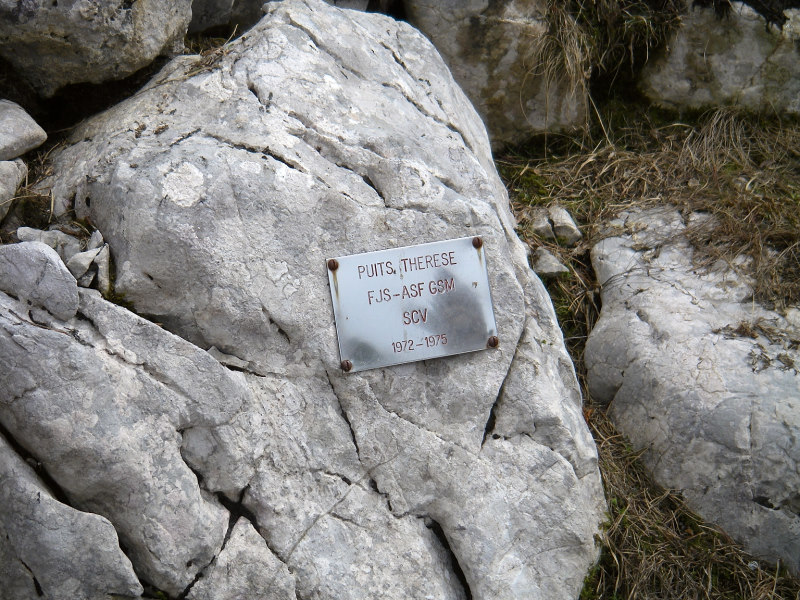 PUITS. THERESE
FJS-ASF GSM
SCV
1972-1975